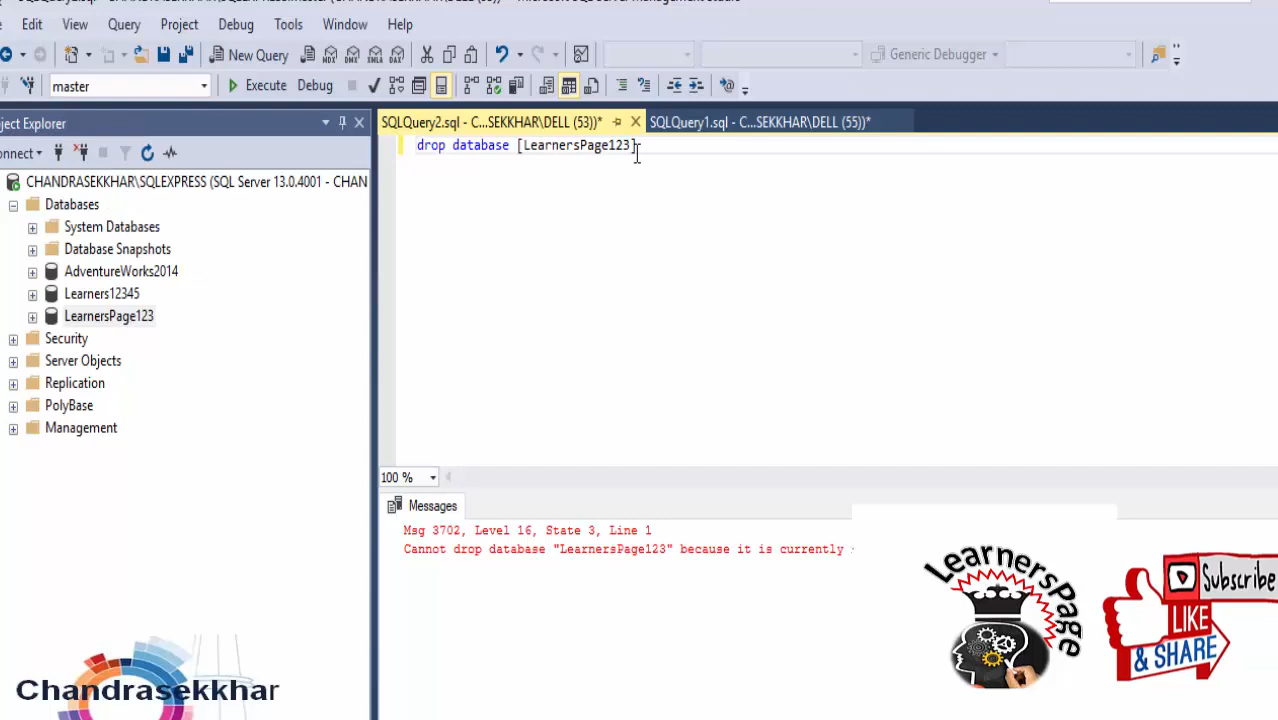 Edit View Query Project Debug Tools Window Help
New Query Generic Debugger
master Execute Debug
ject Explorer
SQLQuery2.sql - C...SEKKHAR\DELL (53))* SQLQuery1.sql - C...SEKKHAR\DELL (55))*
drop database [LearnersPage123]
onnect
CHANDRASEKKHAR\SQLEXPRESS (SQL Server 13.0.4001 - CHAN
Databases
System Databases
Database Snapshots
AdventureWorks2014
Learners12345
LearnersPage123
Security
Server Objects
Replication
PolyBase
Management
100 %
Messages
Msg 3702, Level 16, State 3, Line 1
Cannot drop database "LearnersPage123" because it is currently
LearnersPage
Subscribe
LIKE
& SHARE
Chandrasekkhar